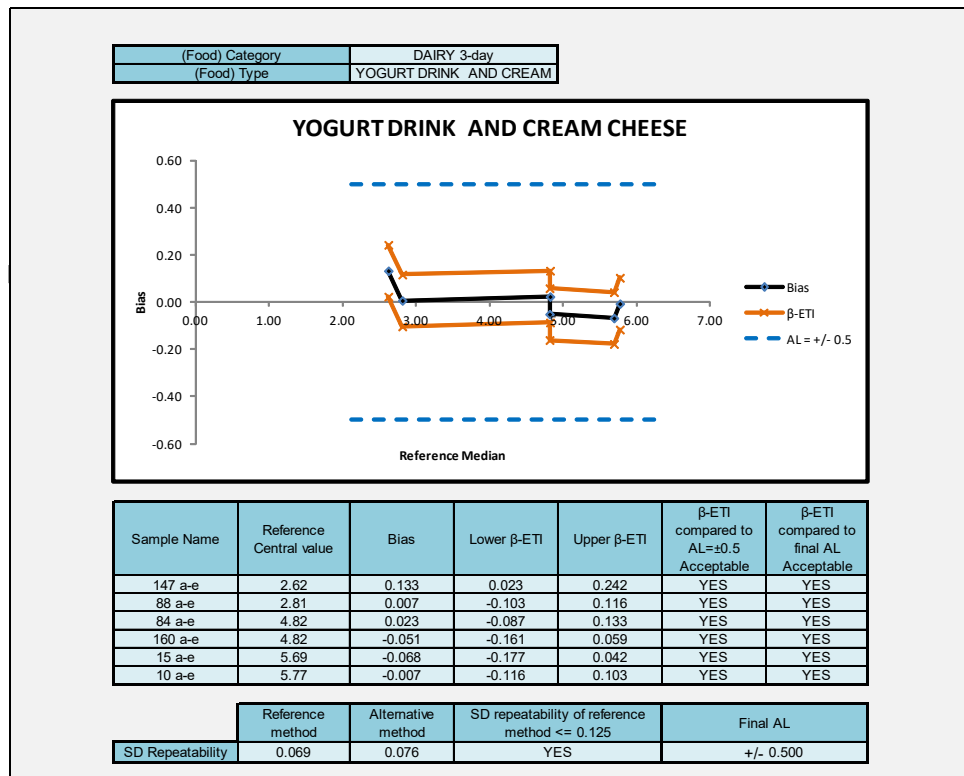 (Food) Category DAIRY 3-day
(Food) Type YOGURT DRINK AND CREAM
YOGURT DRINK AND CREAM CHEESE
0.60
0.40
0.20
0.00
-0.20
-0.40
-0.60
Bias
0.00 1.00 2.00 3.00 4.00 5.00 6.00 7.00
Reference Median
Bias
β-ETI
AL = +/- 0.5
Sample Name Reference Central value Bias Lower β-ETI Upper β-ETI β-ETI compared to AL=±0.5 Acceptable β-ETI compared to final AL Acceptable
147 a-e 2.62 0.133 0.023 0.242 YES YES
88 a-e 2.81 0.007 -0.103 0.116 YES YES
84 a-e 4.82 0.023 -0.087 0.133 YES YES
160 a-e 4.82 -0.051 -0.161 0.059 YES YES
15 a-e 5.69 -0.068 -0.177 0.042 YES YES
10 a-e 5.77 -0.007 -0.116 0.103 YES YES
Reference method Alternative method SD repeatability of reference method <= 0.125 Final AL
SD Repeatability 0.069 0.076 YES +/- 0.500